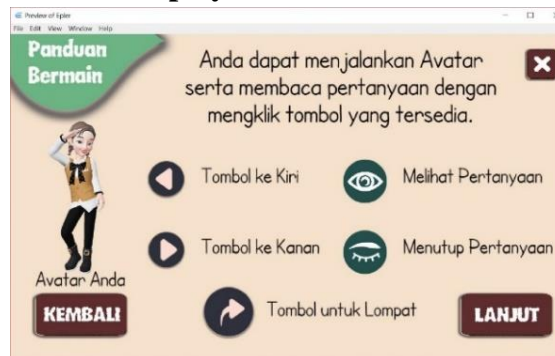 Preview of Epler
File Edit View Window Help
Panduan
Bermain
Anda dapat menjalankan Avatar
serta membaca pertanyaan dengan
mengklik tombol yang tersedia.
Tombol ke Kiri
Melihat Pertanyaan
Tombol ke Kanan
Menutup Pertanyaan
Avatar Anda
KEMBALI
Tombol untuk Lompat
LANJUT